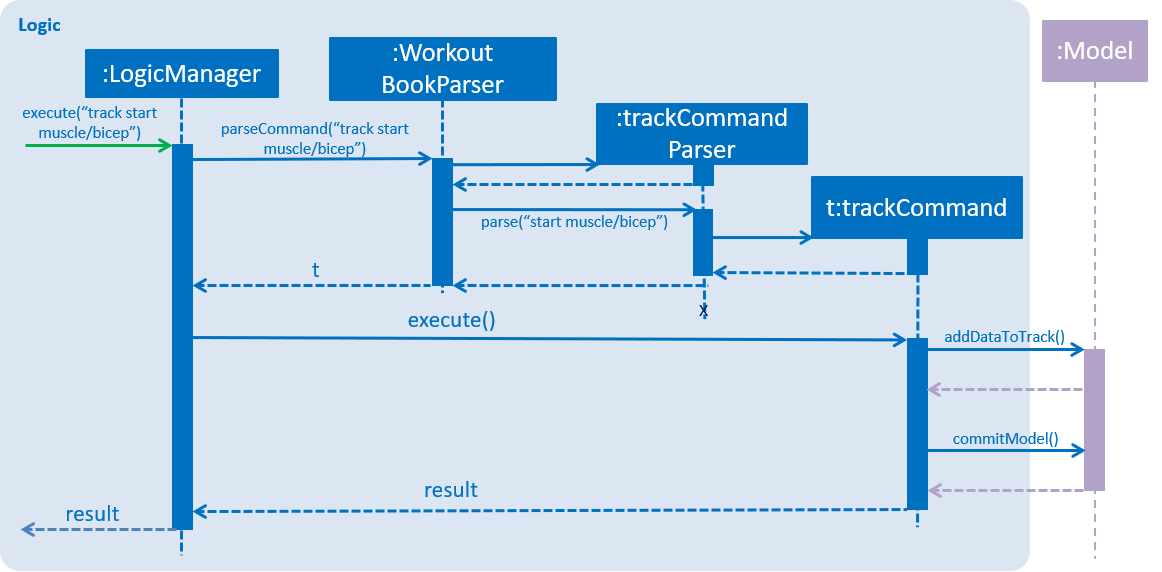 Logic
:LogicManager
:Workout
BookParser
:Model
execute(“track start
muscle/bicep”)
parseCommand(“track start
muscle/bicep”)
:trackCommand
Parser
parse(“start muscle/bicep”)
t:trackCommand
t
X
execute()
addDataToTrack()
commitModel()
result
result